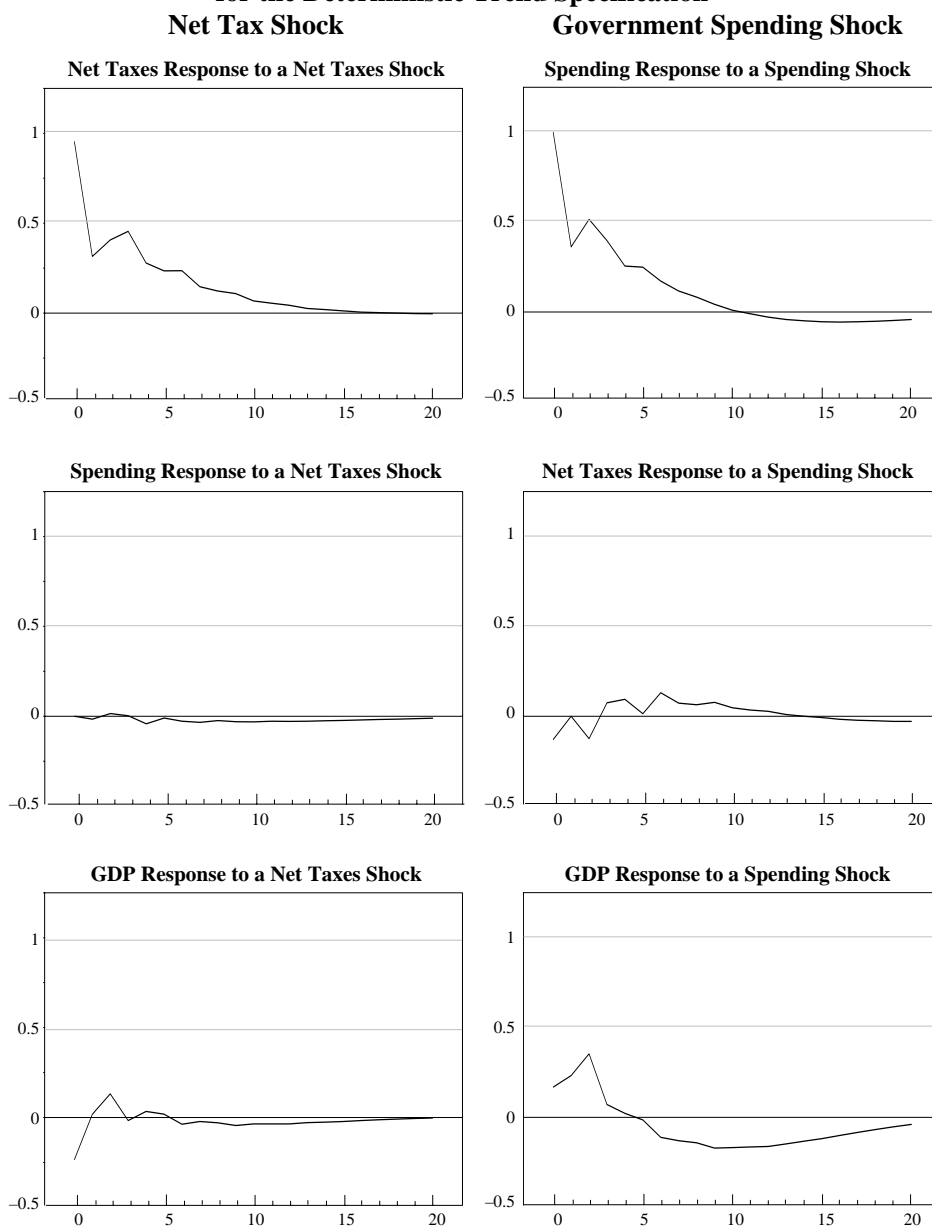 for the Deterministic Trend Specification
Net Tax Shock Government Spending Shock
Net Taxes Response to a Net Taxes Shock Spending Response to a Spending Shock
1 1
0.5 0.5
0 0
–0.5 –0.5
0 5 10 15 20 0 5 10 15 20
Spending Response to a Net Taxes Shock Net Taxes Response to a Spending Shock
1 1
0.5 0.5
0 0
–0.5 –0.5
0 5 10 15 20 0 5 10 15 20
GDP Response to a Net Taxes Shock GDP Response to a Spending Shock
1 1
0.5 0.5
0 0
–0.5 –0.5
0 5 10 15 20 0 5 10 15 20